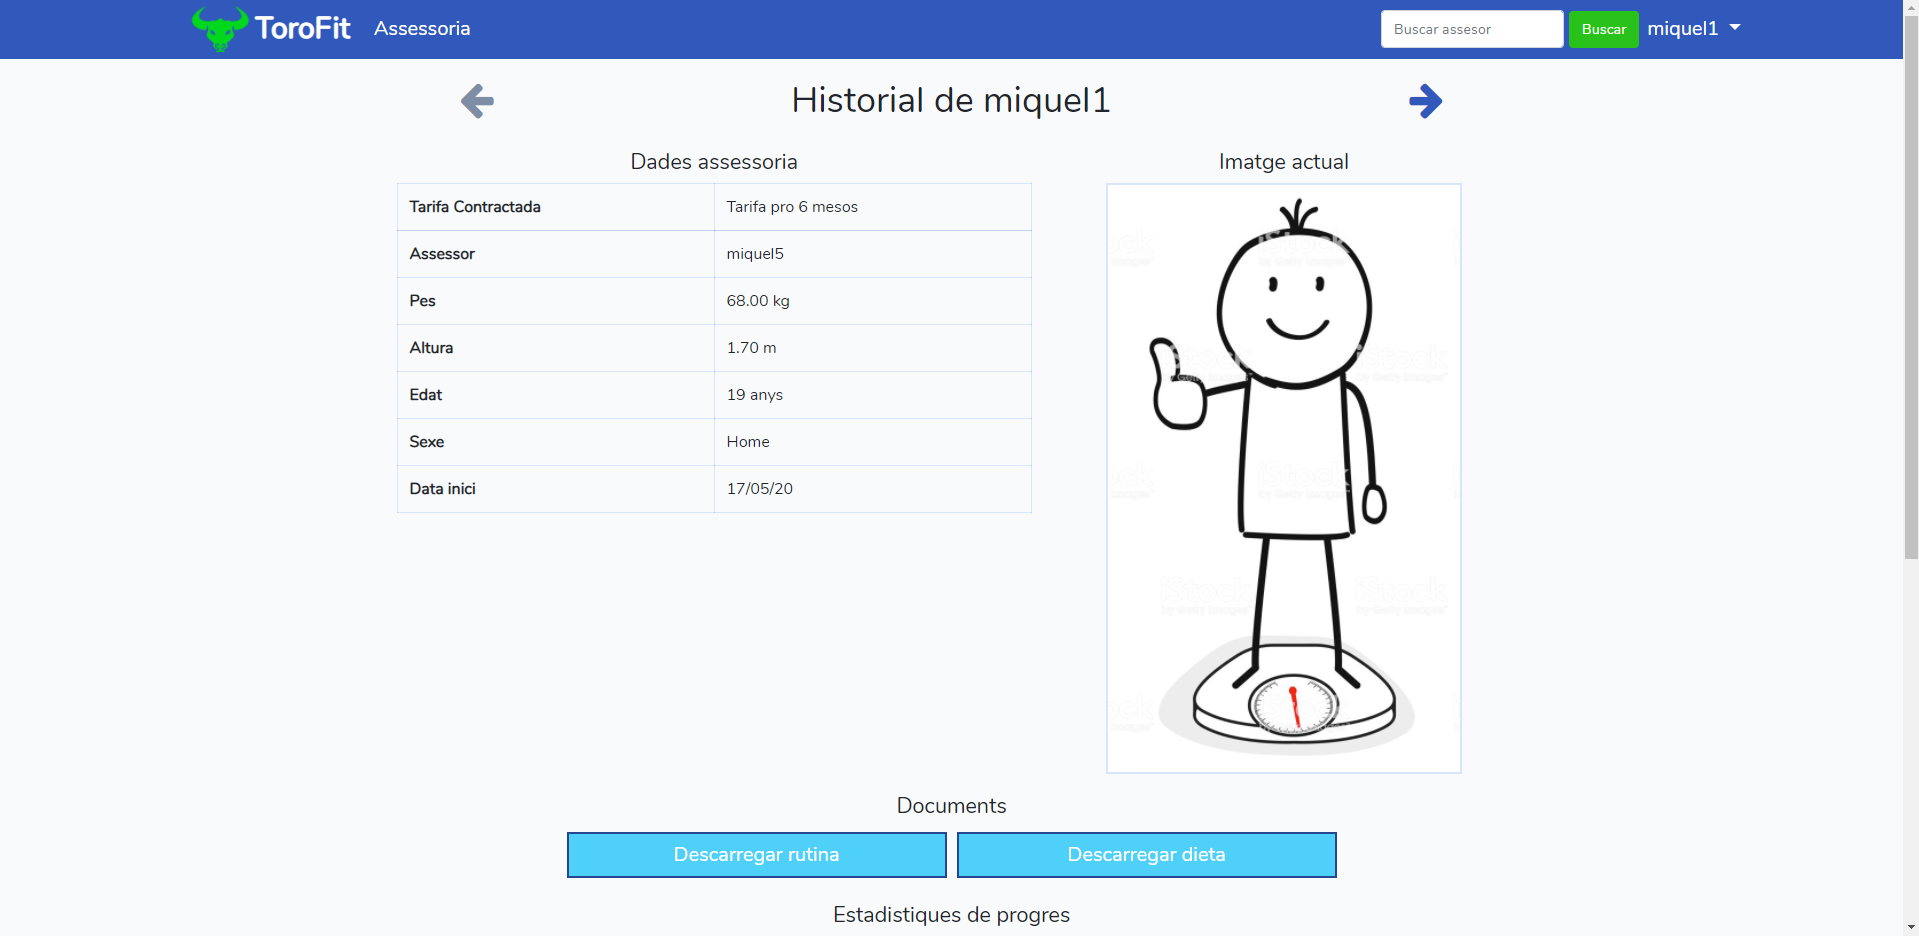 ToroFit Assessoria Buscar assesor Buscar miquel1
Historial de miquel1
Dades assessoria
Tarifa Contractada Tarifa pro 6 mesos
Assessor miquel5
Pes 68.00 kg
Altura 1.70 m
Edat 19 anys
Sexe Home
Data inici 17/05/20
Imatge actual
iStock
by Getty Images
Documents
Descarregar rutina Descarregar dieta
Estadistiques de progres